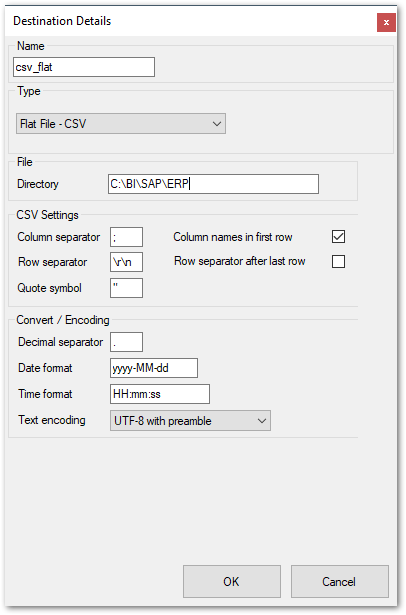 Destination Details
x
Name
csv_flat
Type
Flat File - CSV
File
Directory C:\BI\SAP\ERP
CSV Settings
Column separator ; Column names in first row
Row separator \r\n Row separator after last row
Quote symbol "
Convert / Encoding
Decimal separator .
Date format yyyy-MM-dd
Time format HH:mm:ss
Text encoding UTF-8 with preamble
OK Cancel